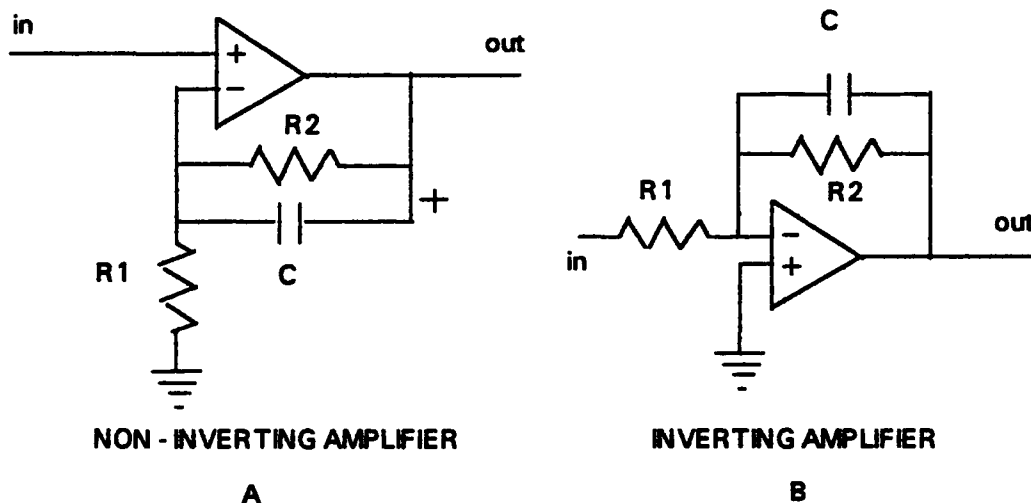 in
+
−
out
R2
+
R1
C
NON - INVERTING AMPLIFIER
A
C
R2
R1
−
+
in
out
INVERTING AMPLIFIER
B